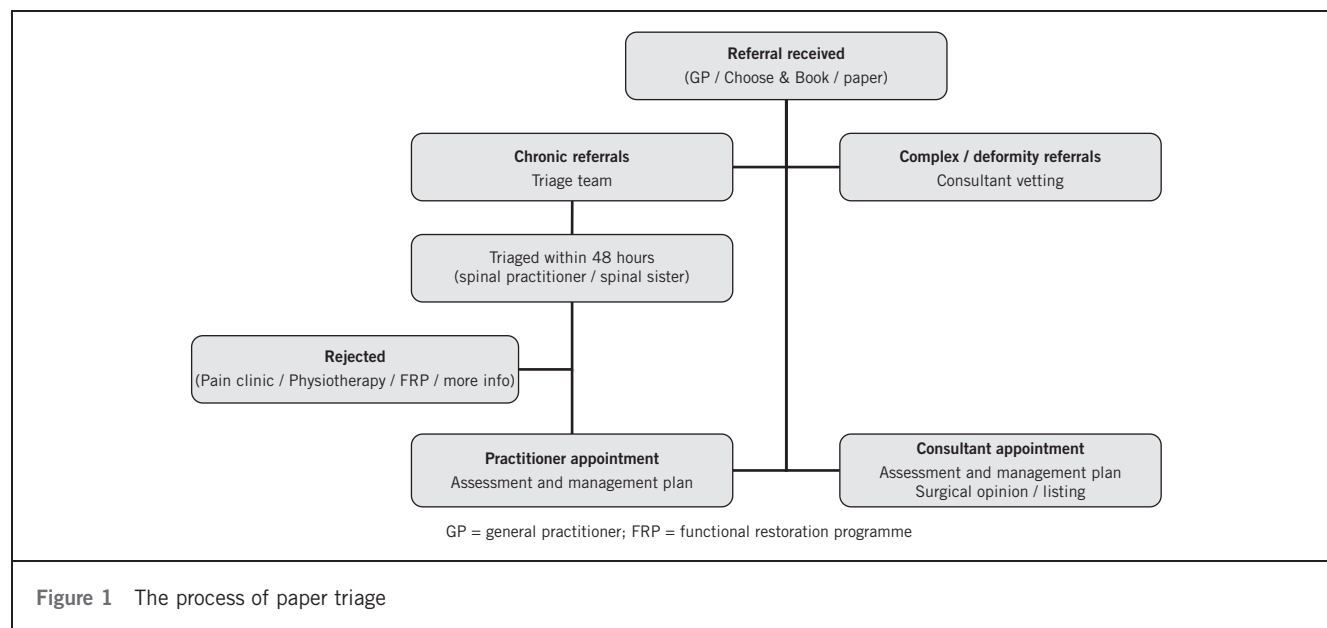 Referral received
(GP / Choose & Book / paper)
Chronic referrals
Triage team
Complex / deformity referrals
Consultant vetting
Triaged within 48 hours
(spinal practitioner / spinal sister)
Rejected
(Pain clinic / Physiotherapy / FRP / more info)
Practitioner appointment
Assessment and management plan
Consultant appointment
Assessment and management plan
Surgical opinion / listing
GP = general practitioner; FRP = functional restoration programme
Figure 1 The process of paper triage